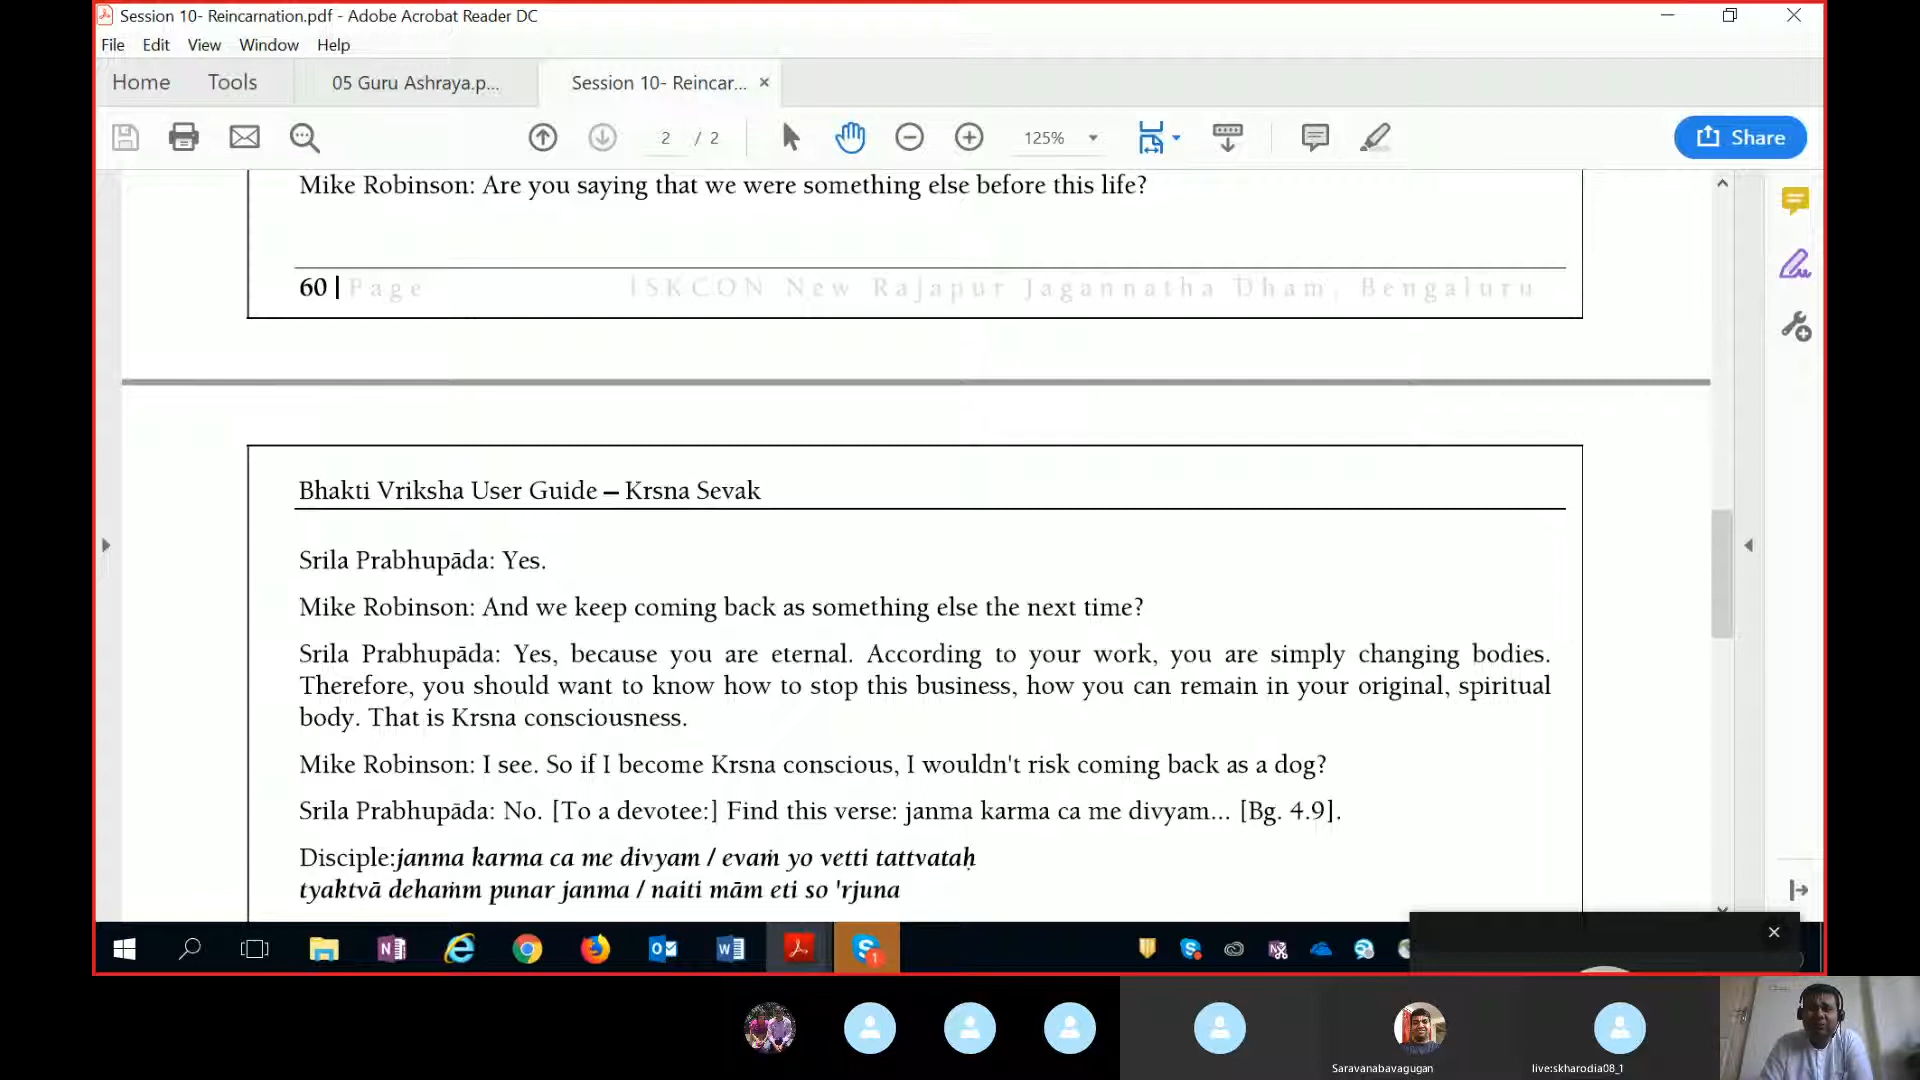 Session 10- Reincarnation.pdf - Adobe Acrobat Reader DC
File Edit View Window Help
Home Tools 05 Guru Ashraya.p... Session 10- Reincar... ×
2 / 2 125% Share
Mike Robinson: Are you saying that we were something else before this life?
60 | Page ISKCON New Rajapur Jagannatha Dham, Bengaluru
Bhakti Vriksha User Guide – Krsna Sevak
Srila Prabhupāda: Yes.
Mike Robinson: And we keep coming back as something else the next time?
Srila Prabhupāda: Yes, because you are eternal. According to your work, you are simply changing bodies.
Therefore, you should want to know how to stop this business, how you can remain in your original, spiritual
body. That is Krsna consciousness.
Mike Robinson: I see. So if I become Krsna conscious, I wouldn't risk coming back as a dog?
Srila Prabhupāda: No. [To a devotee:] Find this verse: janma karma ca me divyam... [Bg. 4.9].
Disciple:janma karma ca me divyam / evaṁ yo vetti tattvataḥ
tyaktvā dehaṁm punar janma / naiti mām eti so 'rjuna
1
Saravanabavagugan live:skharodia08_1